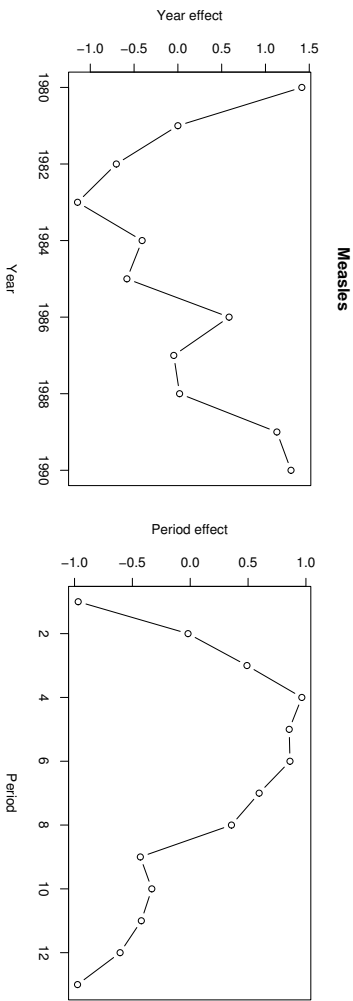 Measles
Year effect
−1.0 −0.5 0.0 0.5 1.0 1.5
1980 1982 1984 1986 1988 1990
Year
Period effect
−1.0 −0.5 0.0 0.5 1.0
2 4 6 8 10 12
Period